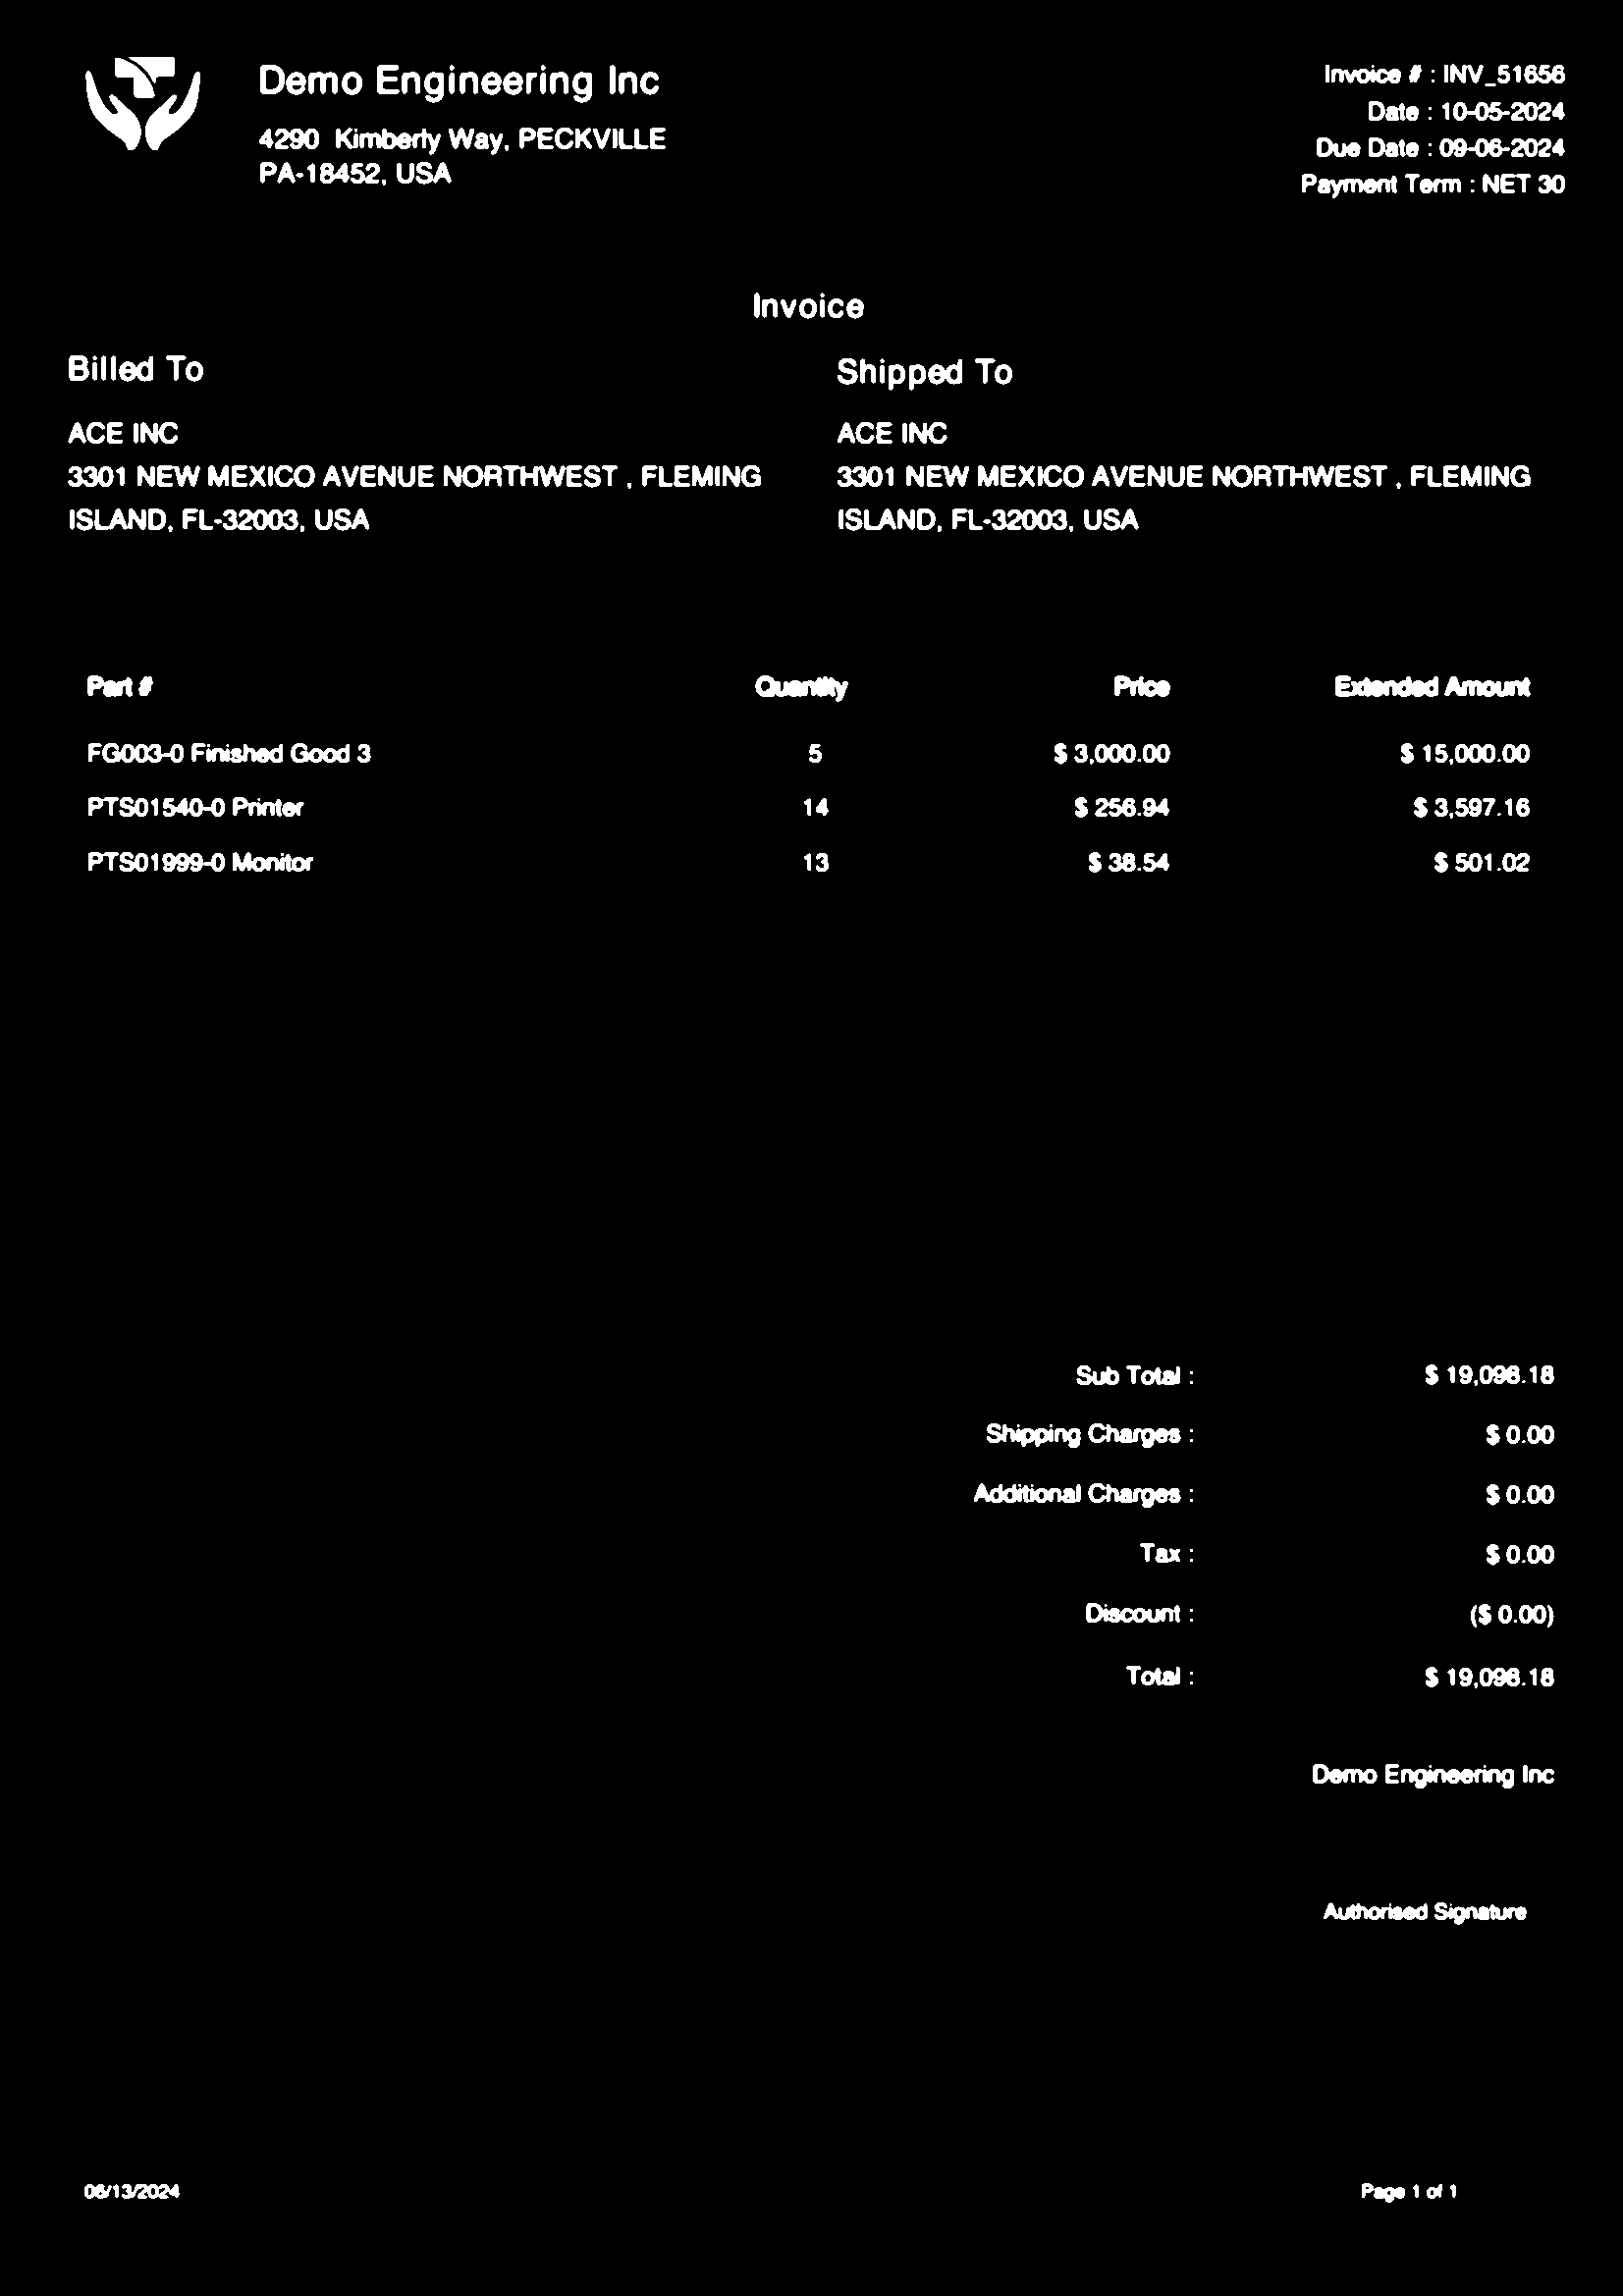 Demo Engineering Inc
4290 Kimberly Way, PECKVILLE
PA-18452, USA
Invoice # : INV_51656
Date : 10-05-2024
Due Date : 09-06-2024
Payment Term : NET 30
Invoice
Billed To
ACE INC
3301 NEW MEXICO AVENUE NORTHWEST , FLEMING
ISLAND, FL-32003, USA
Shipped To
ACE INC
3301 NEW MEXICO AVENUE NORTHWEST , FLEMING
ISLAND, FL-32003, USA
Part # Quantity Price Extended Amount
FG003-0 Finished Good 3 5 $ 3,000.00 $ 15,000.00
PTS01540-0 Printer 14 $ 256.94 $ 3,597.16
PTS01999-0 Monitor 13 $ 38.54 $ 501.02
Sub Total : $ 19,098.18
Shipping Charges : $ 0.00
Additional Charges : $ 0.00
Tax : $ 0.00
Discount : ($ 0.00)
Total : $ 19,098.18
Demo Engineering Inc
Authorised Signature
06/13/2024 Page 1 of 1